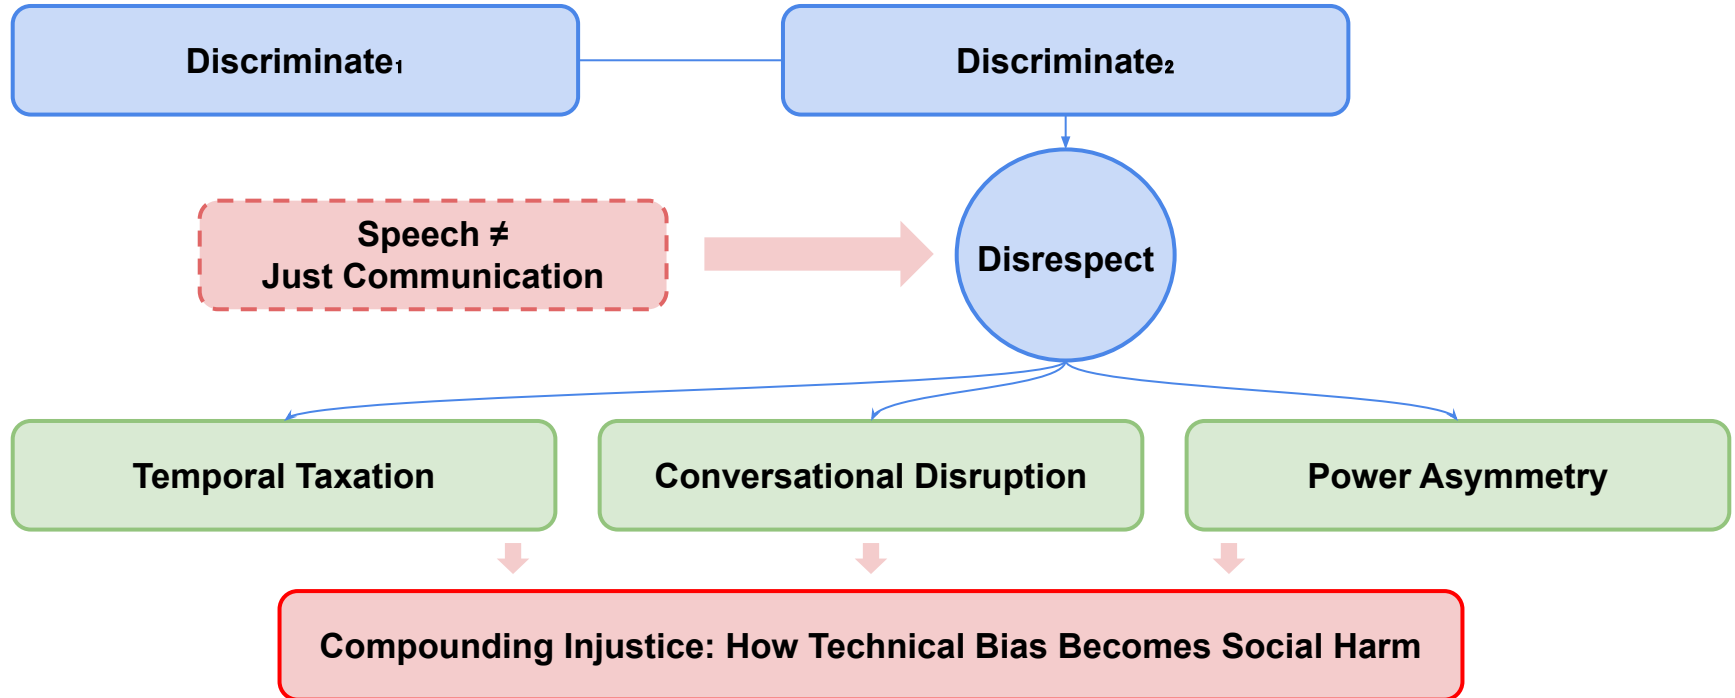 Discriminate₁
Discriminate₂
Speech ≠
Just Communication
Disrespect
Temporal Taxation
Conversational Disruption
Power Asymmetry
Compounding Injustice: How Technical Bias Becomes Social Harm